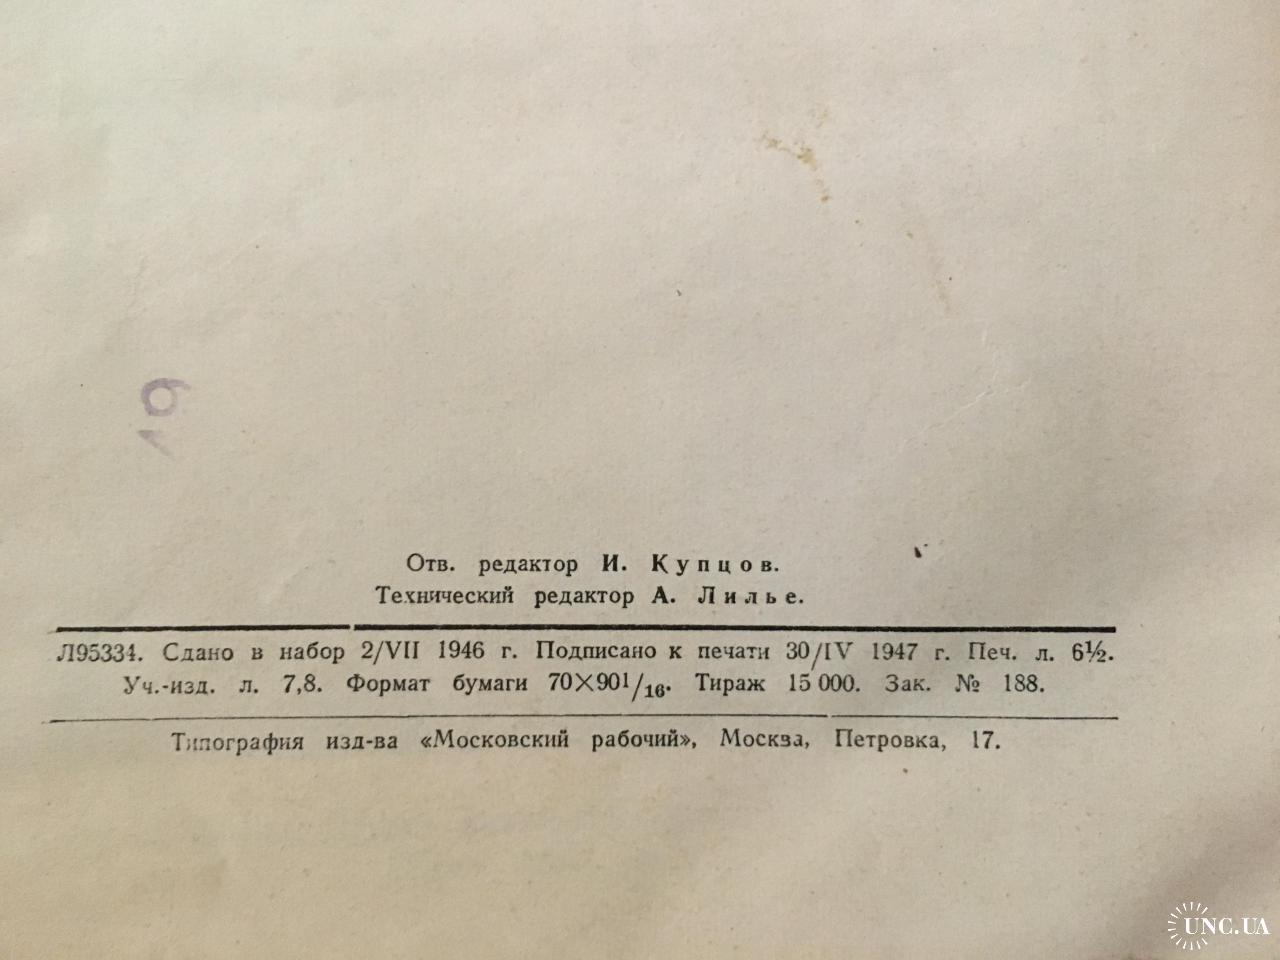 19
Отв. редактор И. Купцов.
Технический редактор А. Лилье.
Л95334. Сдано в набор 2/VII 1946 г. Подписано к печати 30/IV 1947 г. Печ. л. 6½.
Уч.-изд. л. 7,8. Формат бумаги 70×90¹/₁₆. Тираж 15 000. Зак. № 188.
Типография изд-ва «Московский рабочий», Москва, Петровка, 17.
UNC.UA